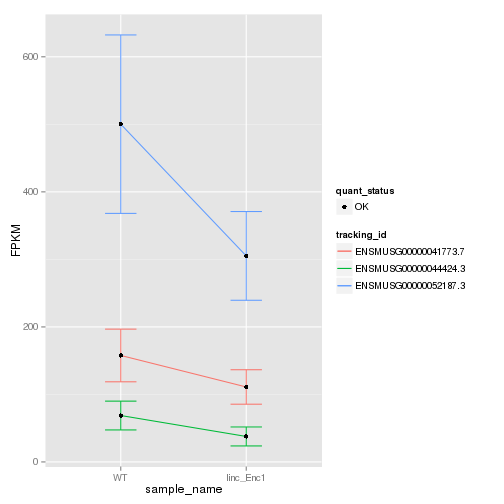 600
400
200
0
FPKM
WT
linc_Enc1
sample_name
quant_status
OK
tracking_id
ENSMUSG00000041773.7
ENSMUSG00000044424.3
ENSMUSG00000052187.3